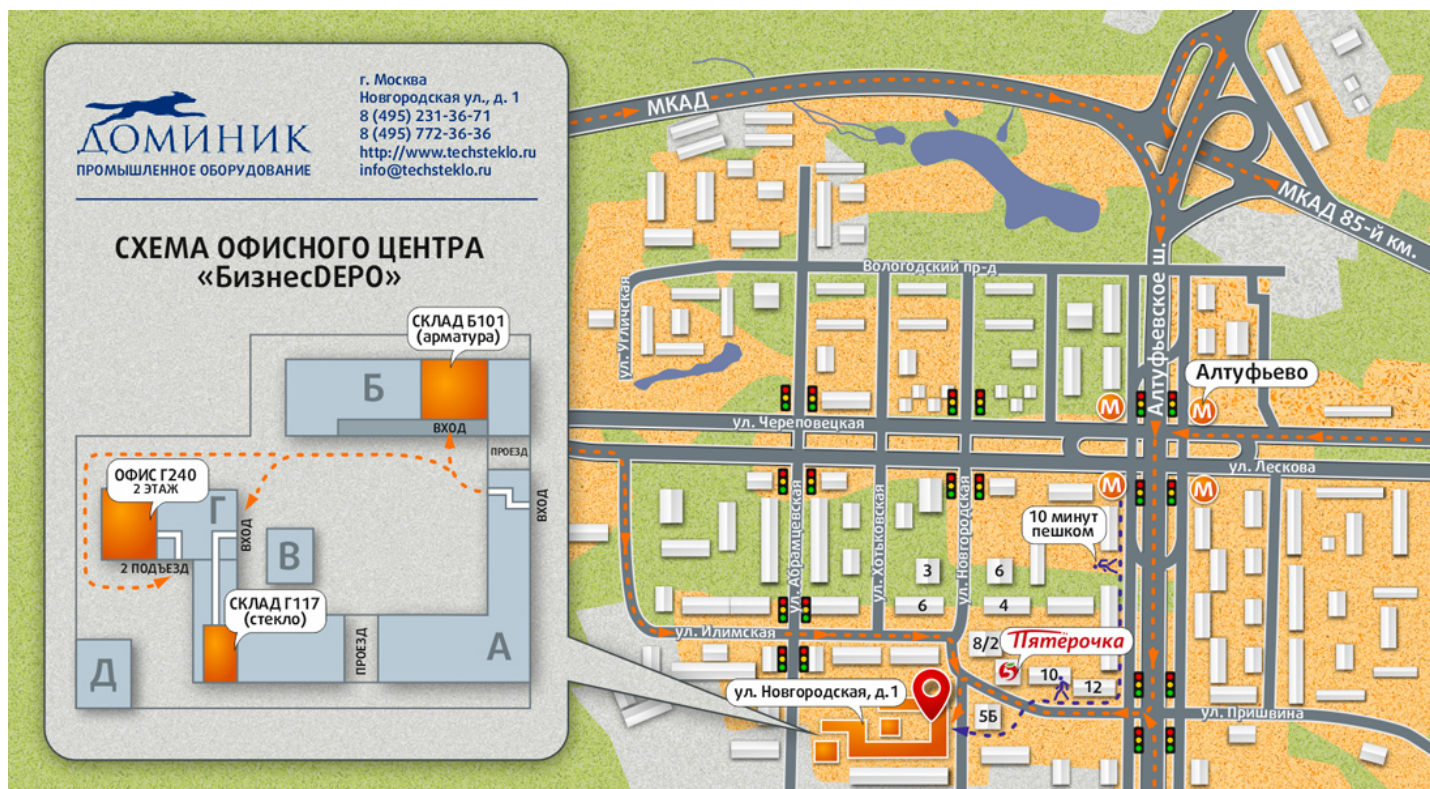 ДОМИНИК
ПРОМЫШЛЕННОЕ ОБОРУДОВАНИЕ
г. Москва
Новгородская ул., д. 1
8 (495) 231-36-71
8 (495) 772-36-36
http://www.techsteklo.ru
info@techsteklo.ru
СХЕМА ОФИСНОГО ЦЕНТРА
«БизнесDEPO»
СКЛАД Б101
(арматура)
Б
ВХОД
ПРОЕЗД
ОФИС Г240
2 ЭТАЖ
Г
ВХОД
ВХОД
В
2 ПОДЪЕЗД
СКЛАД Г117
(стекло)
ПРОЕЗД
А
Д
МКАД
МКАД 85-й км.
Вологодский пр-д
ул. Угличская
Алтуфьевское ш.
Алтуфьево
М
М
ул. Череповецкая
ул. Лескова
М
М
ул. Абрамцевская
ул. Хотьковская
ул. Новгородская
10 минут
пешком
3
6
6
4
ул. Илимская
8/2
Пятёрочка
5
10
12
ул. Новгородская, д.1
5Б
ул. Пришвина